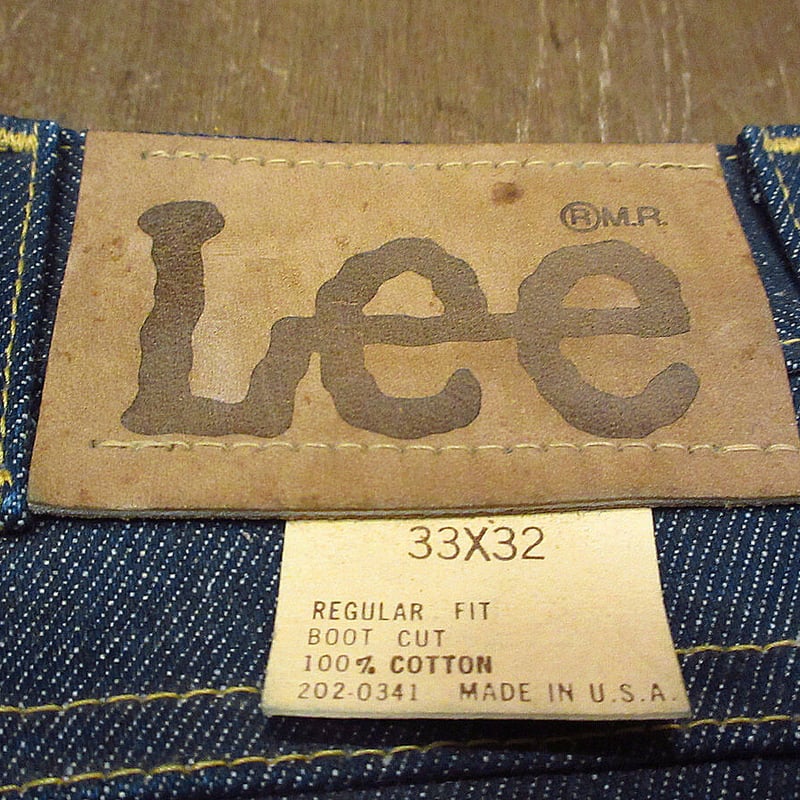 Lee ®M.R.
33X32
REGULAR FIT
BOOT CUT
100% COTTON
202-0341 MADE IN U.S.A.